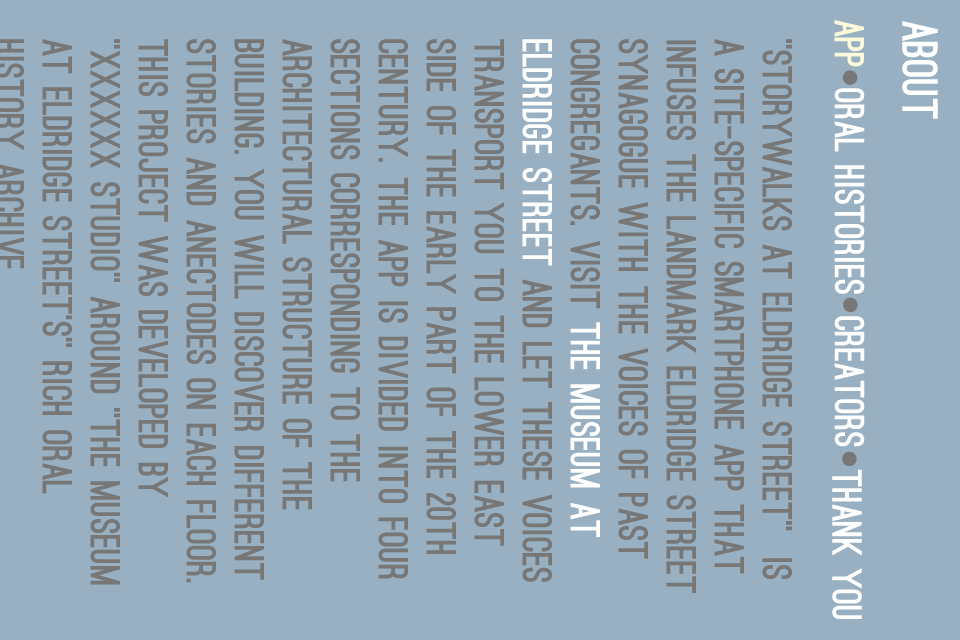 ABOUT
APP•ORAL HISTORIES•CREATORS•THANK YOU
"STORYWALKS AT ELDRIDGE STREET" IS
A SITE-SPECIFIC SMARTPHONE APP THAT
INFUSES THE LANDMARK ELDRIDGE STREET
SYNAGOGUE WITH THE VOICES OF PAST
CONGREGANTS. VISIT THE MUSEUM AT
ELDRIDGE STREET AND LET THESE VOICES
TRANSPORT YOU TO THE LOWER EAST
SIDE OF THE EARLY PART OF THE 20TH
CENTURY. THE APP IS DIVIDED INTO FOUR
SECTIONS CORRESPONDING TO THE
ARCHITECTURAL STRUCTURE OF THE
BUILDING. YOU WILL DISCOVER DIFFERENT
STORIES AND ANECTODES ON EACH FLOOR.
THIS PROJECT WAS DEVELOPED BY
"XXXXXX STUDIO" AROUND "THE MUSEUM
AT ELDRIDGE STREET'S" RICH ORAL
HISTORY ARCHIVE